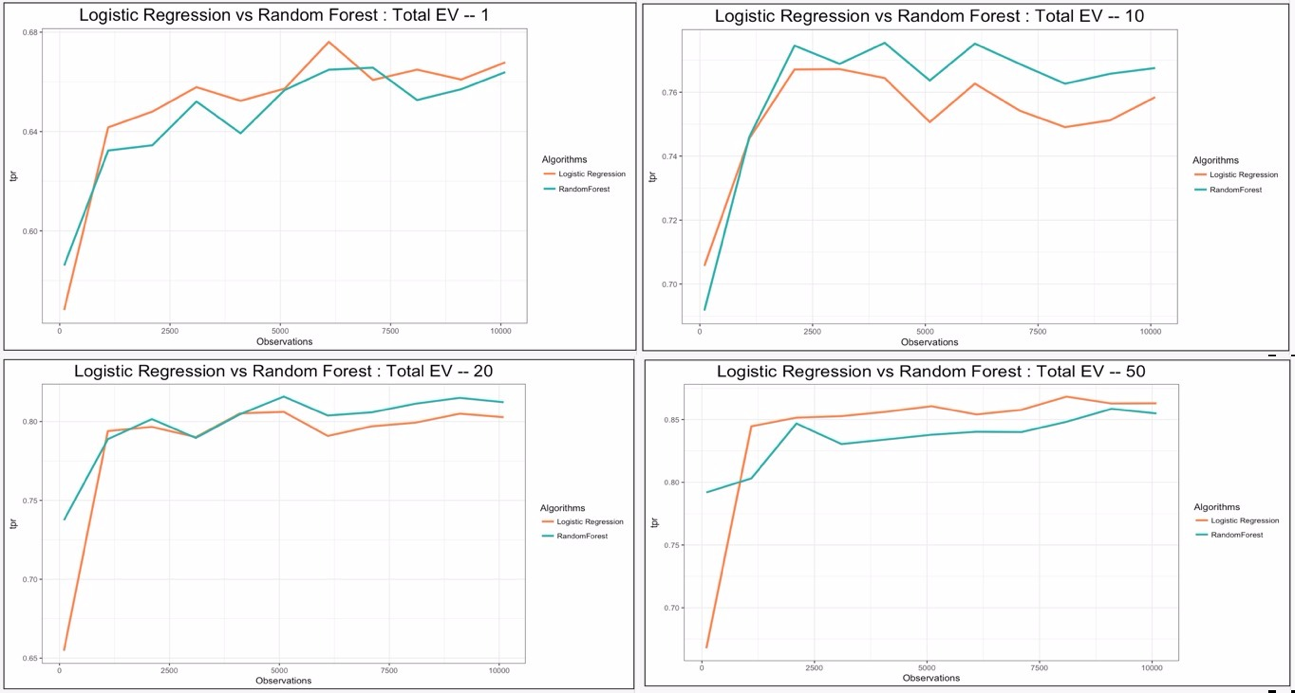 Logistic Regression vs Random Forest : Total EV -- 1
0.68
0.64
0.60
tpr
0 2500 5000 7500 10000
Observations
Algorithms
Logistic Regression
RandomForest
Logistic Regression vs Random Forest : Total EV -- 10
0.76
0.74
0.72
0.70
tpr
0 2500 5000 7500 10000
Observations
Algorithms
Logistic Regression
RandomForest
Logistic Regression vs Random Forest : Total EV -- 20
0.80
0.75
0.70
0.65
tpr
0 2500 5000 7500 10000
Observations
Algorithms
Logistic Regression
RandomForest
Logistic Regression vs Random Forest : Total EV -- 50
0.85
0.80
0.75
0.70
tpr
0 2500 5000 7500 10000
Observations
Algorithms
Logistic Regression
RandomForest